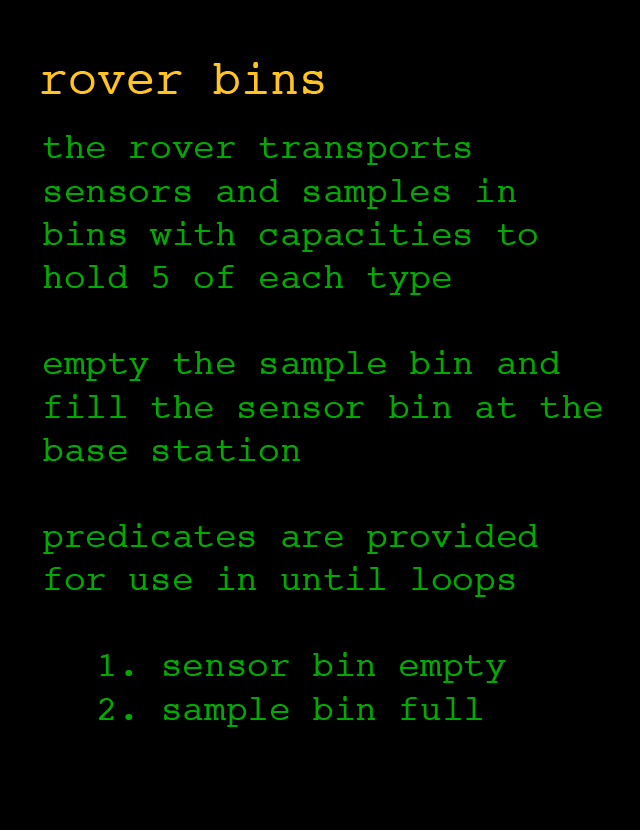 rover bins
the rover transports
sensors and samples in
bins with capacities to
hold 5 of each type
empty the sample bin and
fill the sensor bin at the
base station
predicates are provided
for use in until loops
1. sensor bin empty
2. sample bin full